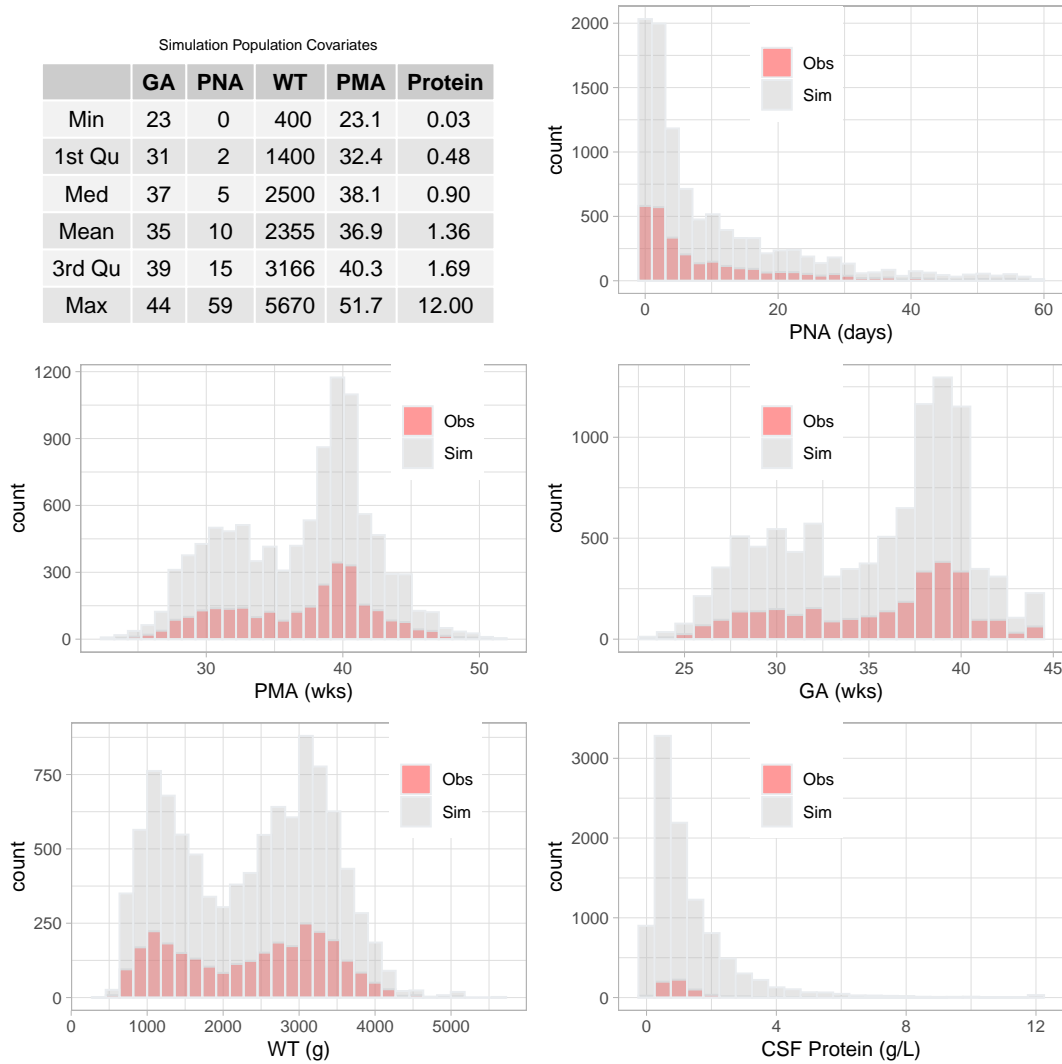 Simulation Population Covariates
GA PNA WT PMA Protein
Min 23 0 400 23.1 0.03
1st Qu 31 2 1400 32.4 0.48
Med 37 5 2500 38.1 0.90
Mean 35 10 2355 36.9 1.36
3rd Qu 39 15 3166 40.3 1.69
Max 44 59 5670 51.7 12.00
count
2000
1500
1000
500
0
Obs
Sim
0 20 40 60
PNA (days)
count
1200
900
600
300
0
Obs
Sim
30 40 50
PMA (wks)
count
1000
500
0
Obs
Sim
25 30 35 40 45
GA (wks)
count
750
500
250
0
Obs
Sim
0 1000 2000 3000 4000 5000
WT (g)
count
3000
2000
1000
0
Obs
Sim
0 4 8 12
CSF Protein (g/L)